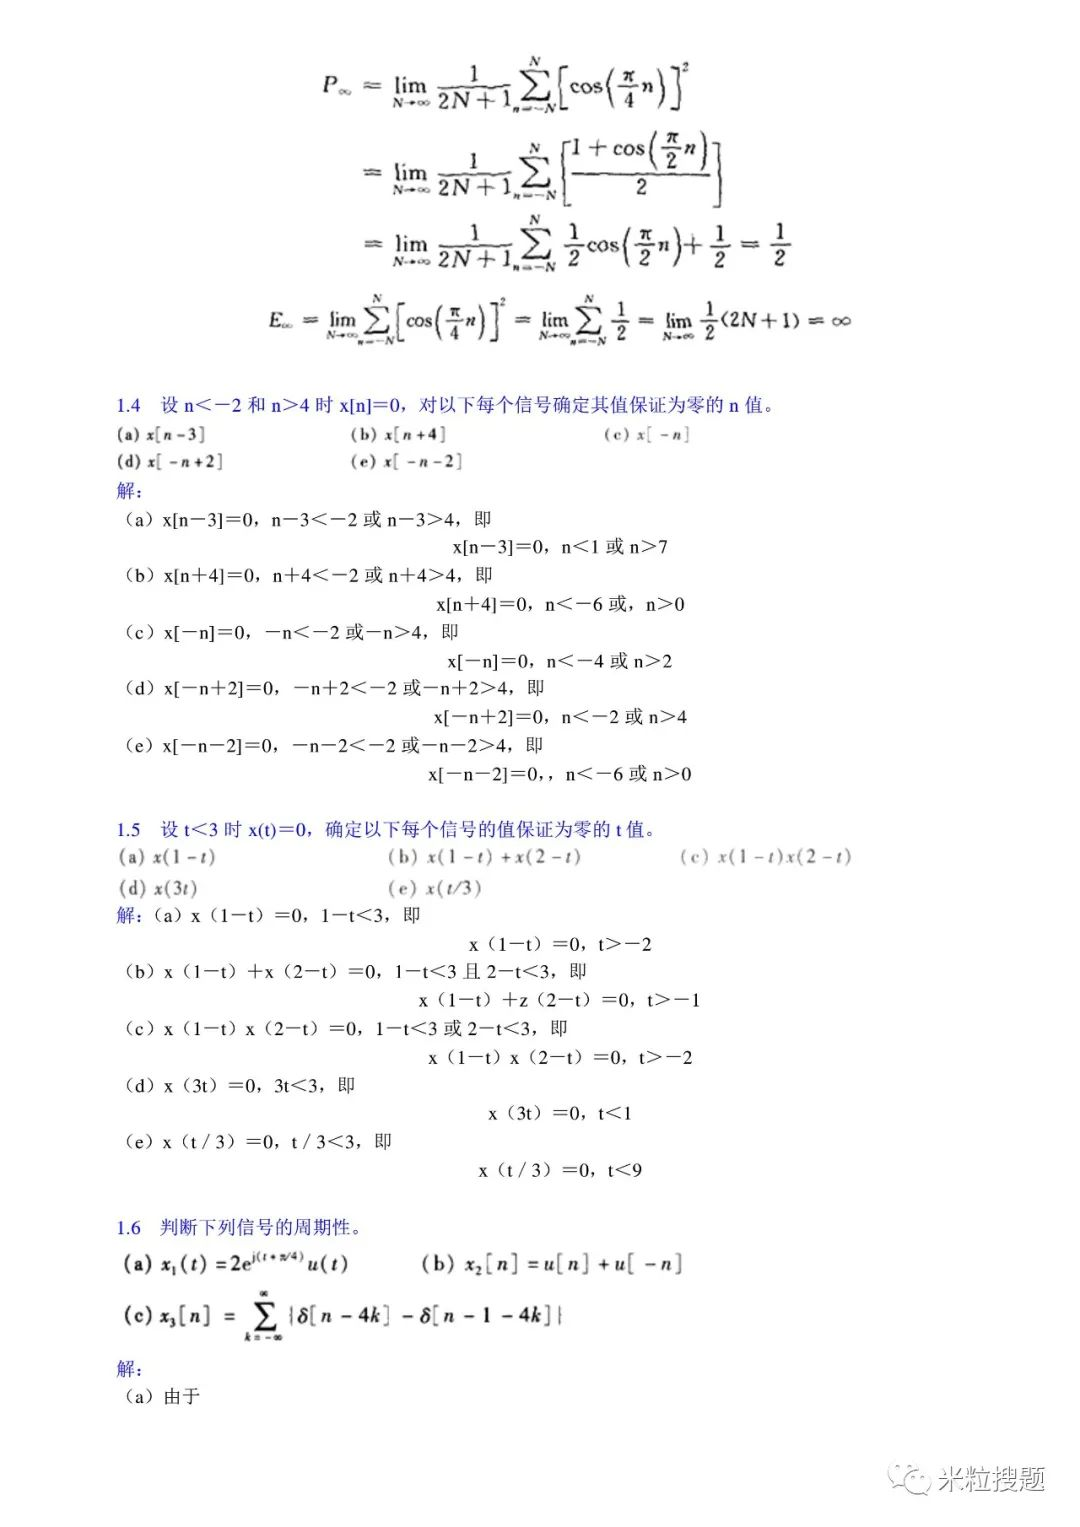 P∞ = lim N→∞ 1/(2N+1) ∑ n=-N N [cos(π/4 n)]²
= lim N→∞ 1/(2N+1) ∑ n=-N N [(1+cos(π/2 n))/2]
= lim N→∞ 1/(2N+1) ∑ n=-N N 1/2 cos(π/2 n)+ 1/2 = 1/2
E∞ = lim N→∞ ∑ n=-N N [cos(π/4 n)]² = lim N→∞ ∑ n=-N N 1/2 = lim N→∞ 1/2 (2N+1) = ∞
1.4 设 n＜－2 和 n＞4 时 x[n]＝0，对以下每个信号确定其值保证为零的 n 值。
(a) x[n-3] (b) x[n+4] (c) x[-n]
(d) x[-n+2] (e) x[-n-2]
解：
（a）x[n－3]＝0，n－3＜－2 或 n－3＞4，即
x[n－3]＝0，n＜1 或 n＞7
（b）x[n＋4]＝0，n＋4＜－2 或 n＋4＞4，即
x[n＋4]＝0，n＜－6 或，n＞0
（c）x[－n]＝0，－n＜－2 或－n＞4，即
x[－n]＝0，n＜－4 或 n＞2
（d）x[－n＋2]＝0，－n＋2＜－2 或－n＋2＞4，即
x[－n＋2]＝0，n＜－2 或 n＞4
（e）x[－n－2]＝0，－n－2＜－2 或－n－2＞4，即
x[－n－2]＝0，，n＜－6 或 n＞0
1.5 设 t＜3 时 x(t)＝0，确定以下每个信号的值保证为零的 t 值。
(a) x(1-t) (b) x(1-t)+x(2-t) (c) x(1-t)x(2-t)
(d) x(3t) (e) x(t/3)
解：（a）x（1－t）＝0，1－t＜3，即
x（1－t）＝0，t＞－2
（b）x（1－t）＋x（2－t）＝0，1－t＜3 且 2－t＜3，即
x（1－t）＋z（2－t）＝0，t＞－1
（c）x（1－t）x（2－t）＝0，1－t＜3 或 2－t＜3，即
x（1－t）x（2－t）＝0，t＞－2
（d）x（3t）＝0，3t＜3，即
x（3t）＝0，t＜1
（e）x（t／3）＝0，t／3＜3，即
x（t／3）＝0，t＜9
1.6 判断下列信号的周期性。
(a) x₁(t) =2e^{j(t+π/4)}u(t) (b) x₂[n] =u[n] +u[-n]
(c) x₃[n] = ∑ k=-∞ ∞ {δ[n-4k] -δ[n-1-4k]}
解：
（a）由于
米粒搜题